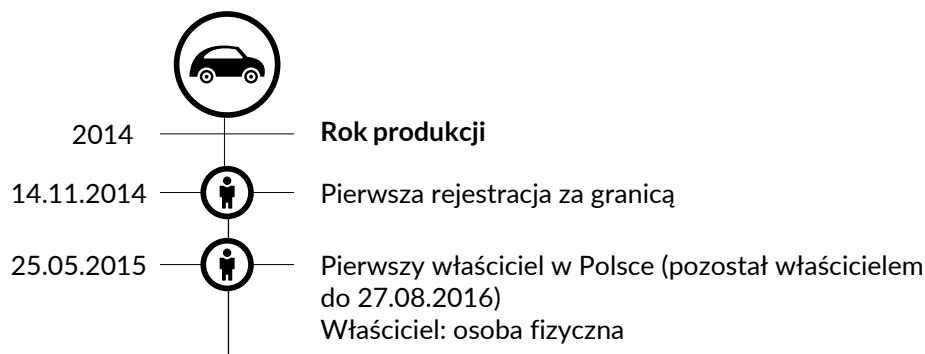 2014 Rok produkcji
14.11.2014 Pierwsza rejestracja za granicą
25.05.2015 Pierwszy właściciel w Polsce (pozostał właścicielem
do 27.08.2016)
Właściciel: osoba fizyczna